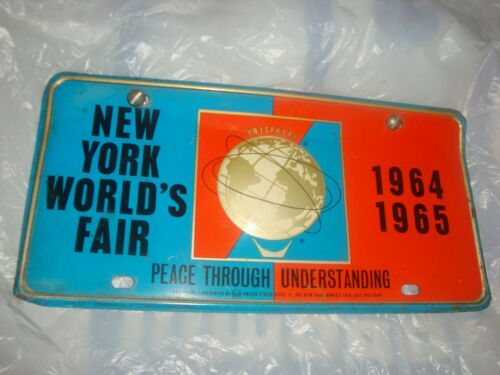 NEW
YORK
WORLD'S
FAIR
UNISPHERE
1964
1965
PEACE THROUGH UNDERSTANDING